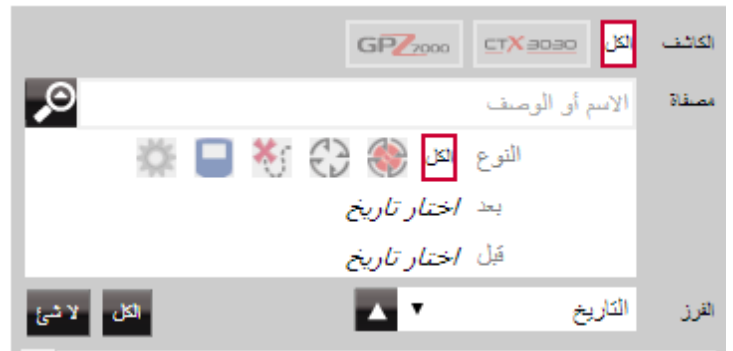 الكاشف الكل CTX 3030 GPZ 7000
مصفاة الاسم أو الوصف
النوع الكل
بعد اختار تاريخ
قبل اختار تاريخ
الفرز التاريخ الكل لا شئ